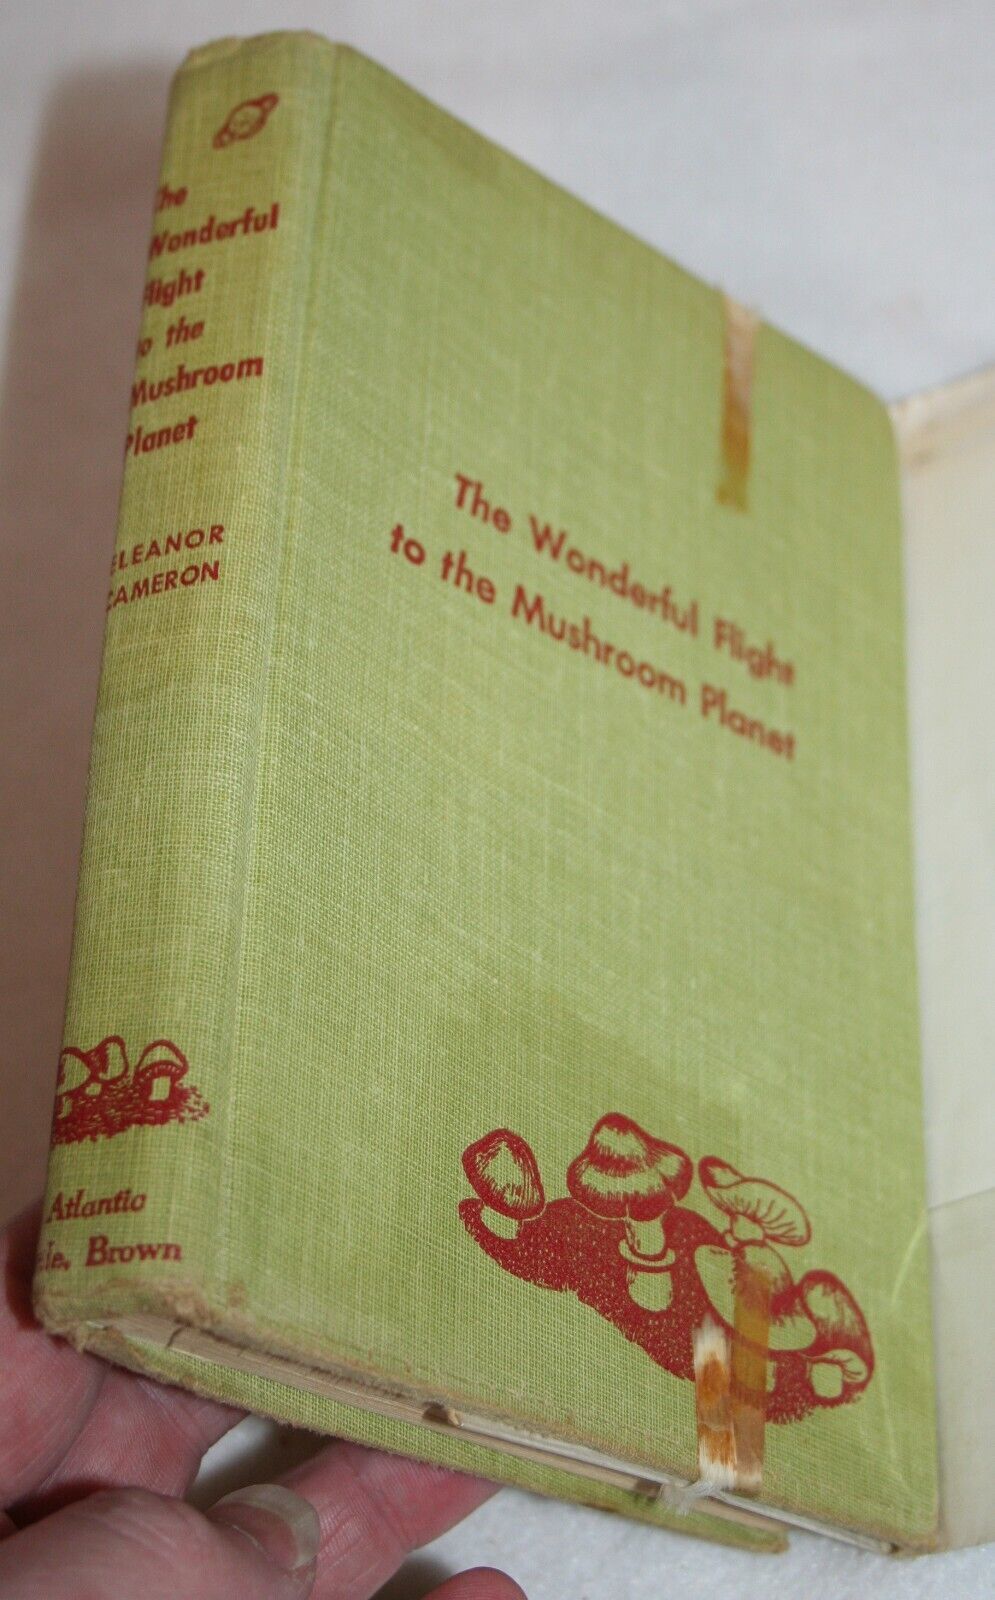 The
Wonderful
Flight
to the
Mushroom
Planet
ELEANOR
CAMERON
Atlantic
Brown
The Wonderful Flight
to the Mushroom Planet